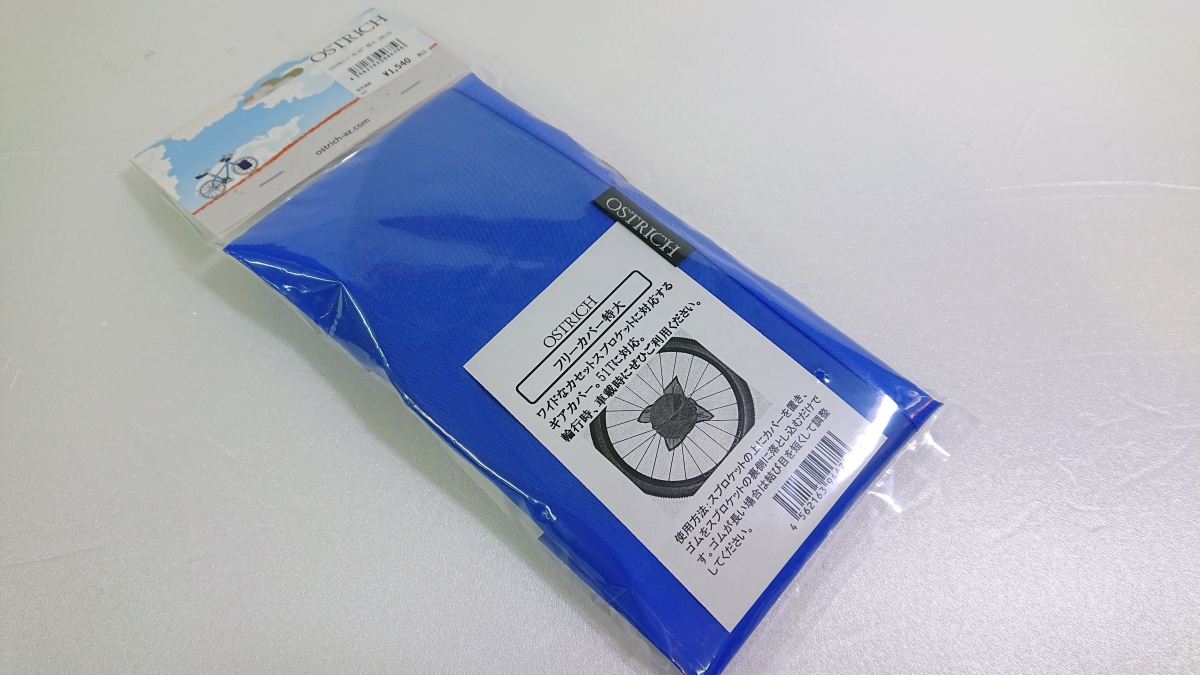 OSTRICH
¥1,540
ostrich-az.com
OSTRICH
OSTRICH
フリーカバー特大
ワイドなカセットスプロケットに対応する
ギアカバー。51Tに対応。
輪行時、車載時にぜひご利用ください。
使用方法:スプロケットの上にカバーを置き、
ゴムをスプロケットの裏側に落とし込むだけで
す。ゴムが長い場合は結び目を短くして調整
してください。